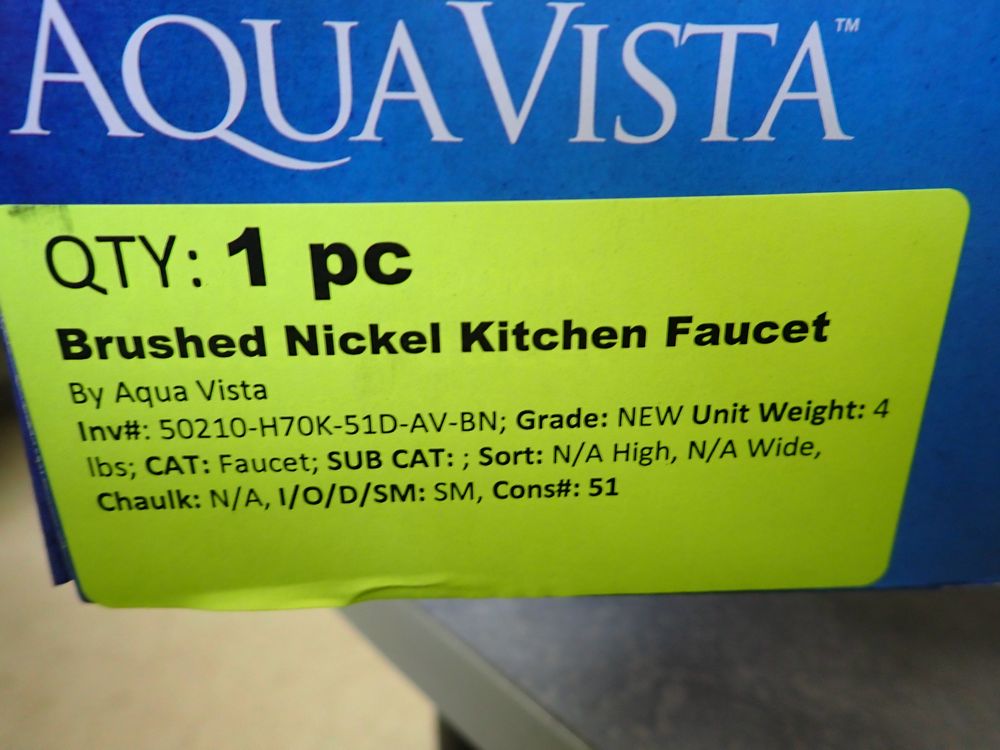 AQUAVISTA™
QTY: 1 pc
Brushed Nickel Kitchen Faucet
By Aqua Vista
Inv#: 50210-H70K-51D-AV-BN; Grade: NEW Unit Weight: 4
lbs; CAT: Faucet; SUB CAT: ; Sort: N/A High, N/A Wide,
Chaulk: N/A, I/O/D/SM: SM, Cons#: 51